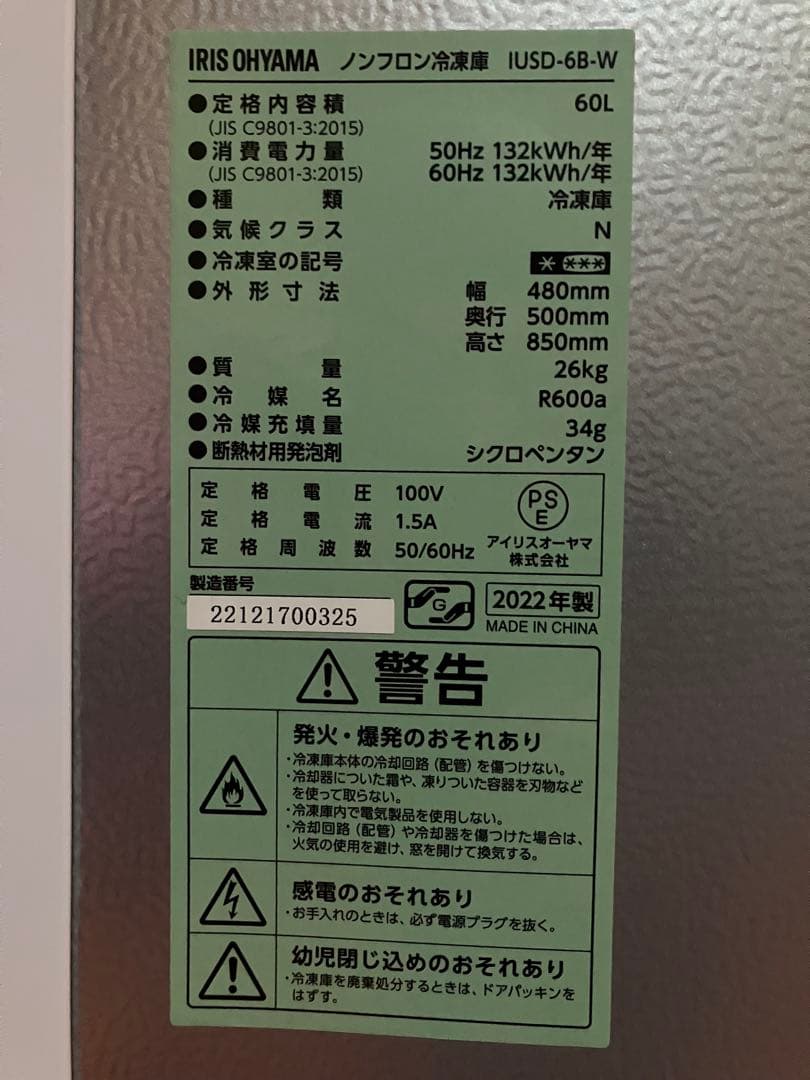 IRIS OHYAMA ノンフロン冷凍庫 IUSD-6B-W
●定格内容積 60L
(JIS C9801-3:2015)
●消費電力量 50Hz 132kWh/年
(JIS C9801-3:2015) 60Hz 132kWh/年
●種類 冷凍庫
●気候クラス N
●冷凍室の記号 * ***
●外形寸法 幅 480mm
奥行 500mm
高さ 850mm
●質量 26kg
●冷媒名 R600a
●冷媒充填量 34g
●断熱材用発泡剤 シクロペンタン
定格電圧 100V
定格電流 1.5A
定格周波数 50/60Hz
PS
E
アイリスオーヤマ
株式会社
製造番号
22121700325
G
2022年製
MADE IN CHINA
警告
発火・爆発のおそれあり
・冷凍庫本体の冷却回路(配管)を傷つけない。
・冷却器についた霜や、凍りついた容器を刃物など
を使って取らない。
・冷凍庫内で電気製品を使用しない。
・冷却回路(配管)や冷却器を傷つけた場合は、
火気の使用を避け、窓を開けて換気する。
感電のおそれあり
・お手入れのときは、必ず電源プラグを抜く。
幼児閉じ込めのおそれあり
・冷凍庫を廃棄処分するときは、ドアパッキンを
はずす。